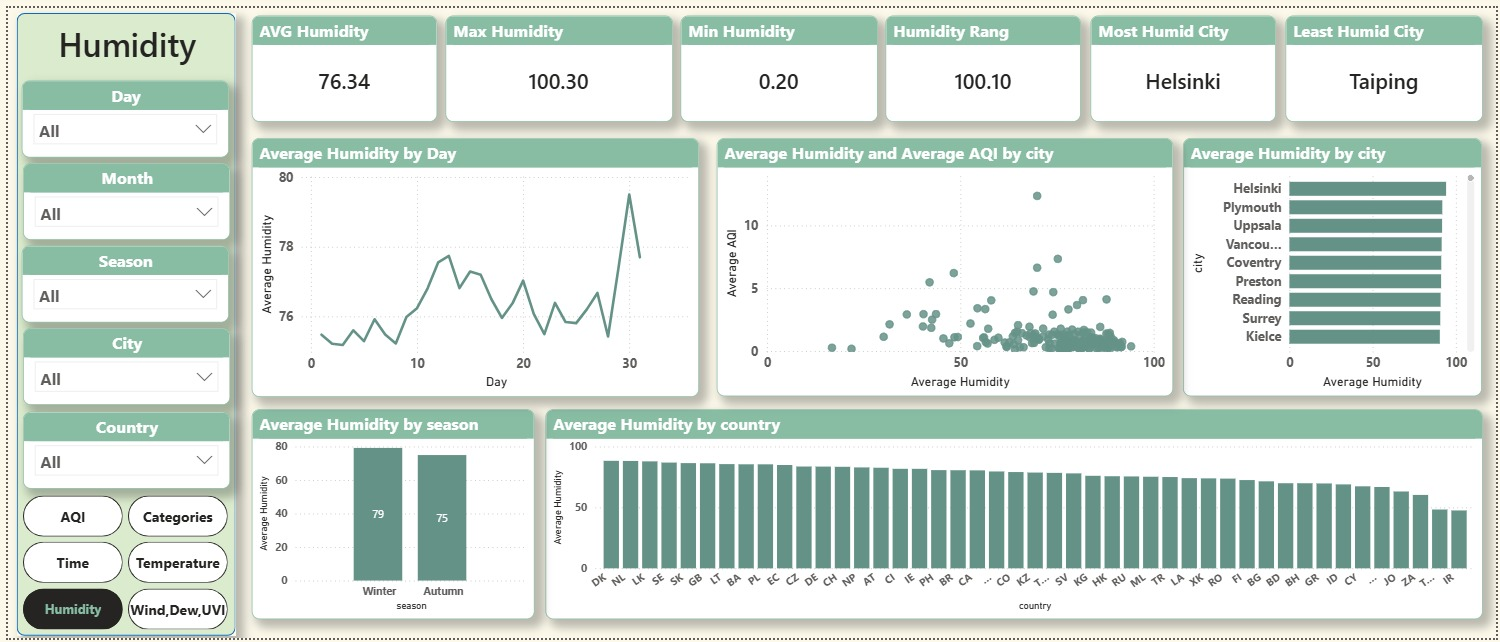 Humidity
Day
All
Month
All
Season
All
City
All
Country
All
AQI
Categories
Time
Temperature
Humidity
Wind,Dew,UVI
AVG Humidity
76.34
Max Humidity
100.30
Min Humidity
0.20
Humidity Rang
100.10
Most Humid City
Helsinki
Least Humid City
Taiping
Average Humidity by Day
Average Humidity
80
78
76
0 10 20 30
Day
Average Humidity and Average AQI by city
Average AQI
10
5
0
0 50 100
Average Humidity
Average Humidity by city
city
Helsinki
Plymouth
Uppsala
Vancou...
Coventry
Preston
Reading
Surrey
Kielce
0 50 100
Average Humidity
Average Humidity by season
Average Humidity
80
60
40
20
0
79
75
Winter Autumn
season
Average Humidity by country
Average Humidity
100
50
0
DK NL LK SE SK GB LT BA PL EC CZ DE CH NP AT CI IE PH BR CA ... CO KZ T... SV KG HK RU ML TR LA XK RO FI BG BD BH GR ID CY ... JO ZA T... IR
country